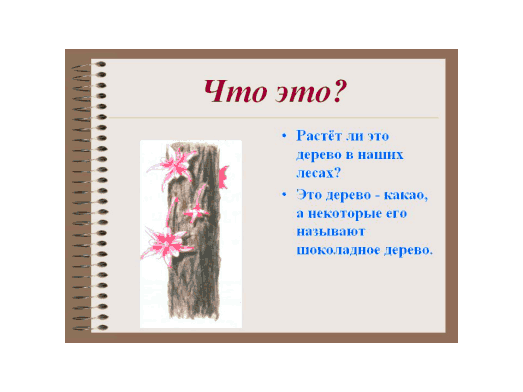 Что это?
• Растёт ли это
дерево в наших
лесах?
• Это дерево - какао,
а некоторые его
называют
шоколадное дерево.